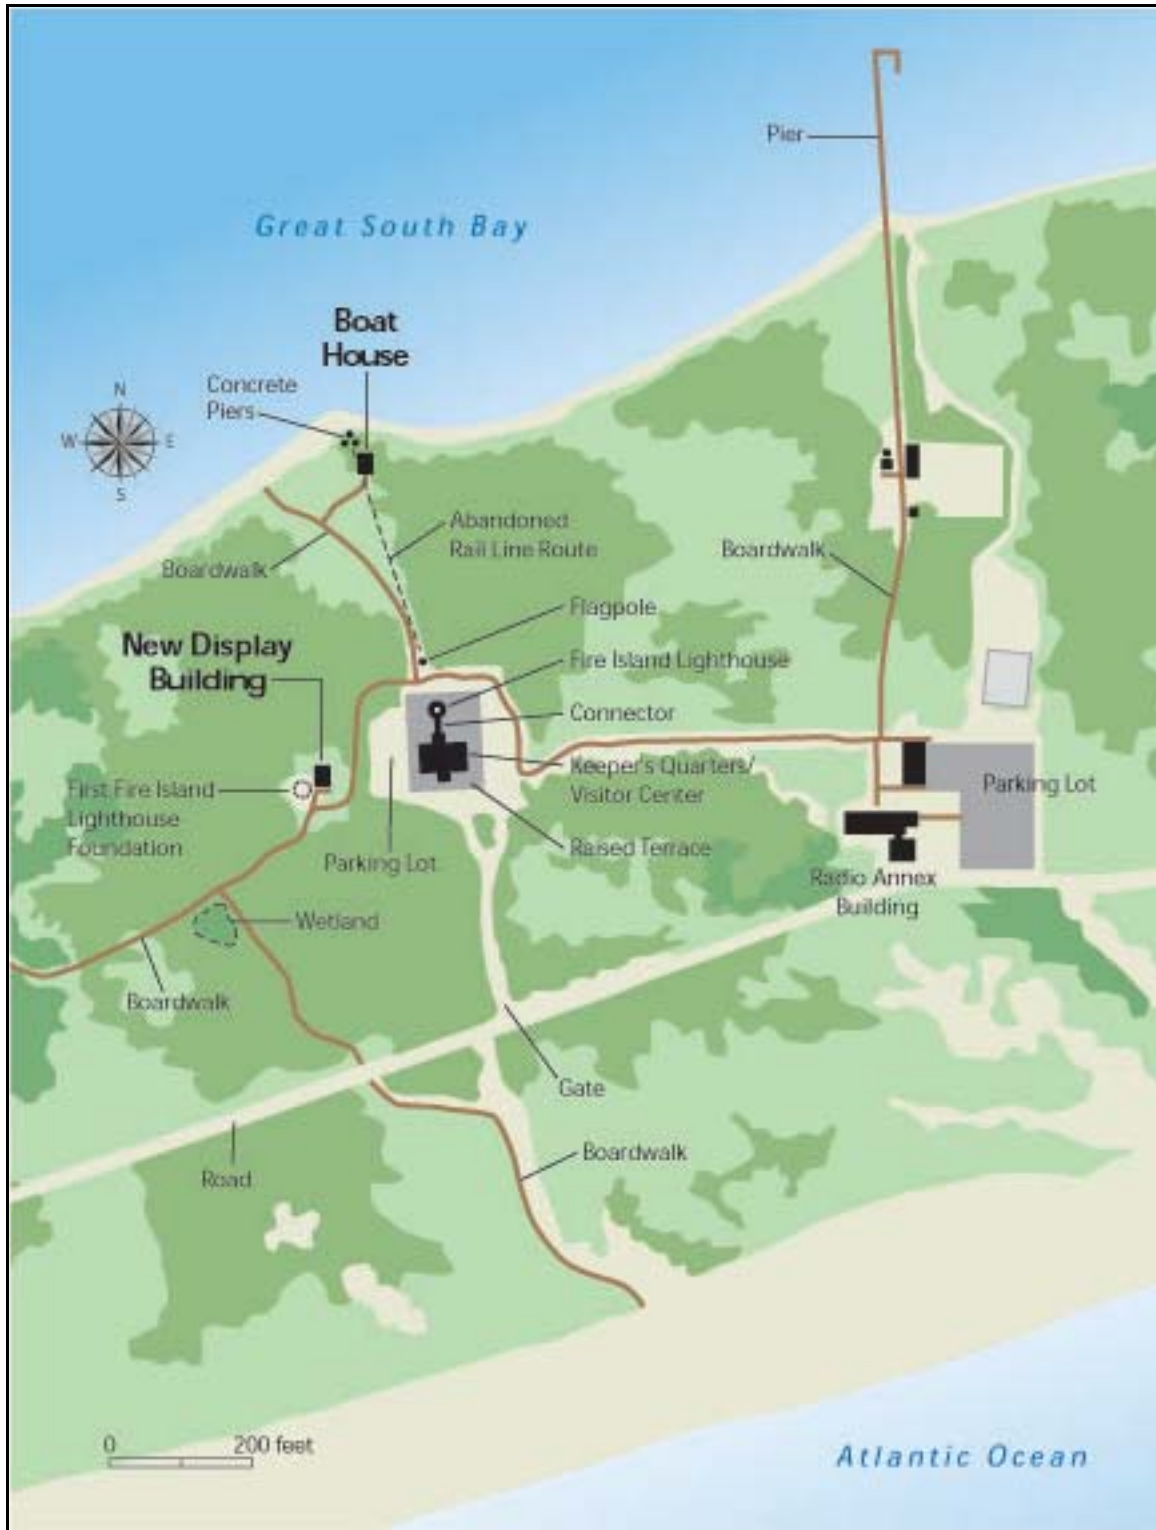 Pier
Great South Bay
Boat
House
Concrete
Piers
N
W
E
S
Abandoned
Rail Line Route
Boardwalk
Boardwalk
Flagpole
New Display
Building
Fire Island Lighthouse
Connector
Keeper's Quarters/
Visitor Center
Parking Lot
First Fire Island
Lighthouse
Foundation
Parking Lot
Raised Terrace
Radio Annex
Building
Wetland
Boardwalk
Gate
Boardwalk
Road
0
200 feet
Atlantic Ocean